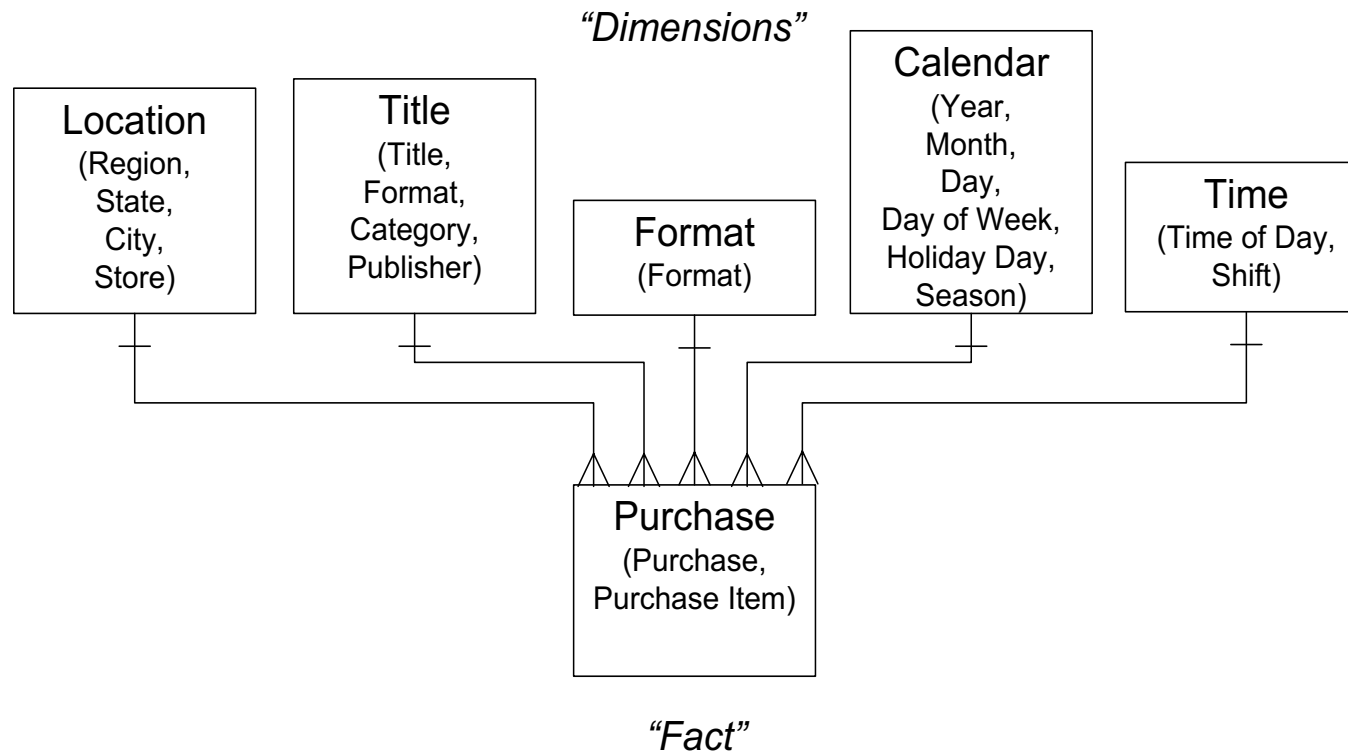 “Dimensions”
Location
(Region,
State,
City,
Store)
Title
(Title,
Format,
Category,
Publisher)
Format
(Format)
Calendar
(Year,
Month,
Day,
Day of Week,
Holiday Day,
Season)
Time
(Time of Day,
Shift)
Purchase
(Purchase,
Purchase Item)
“Fact”